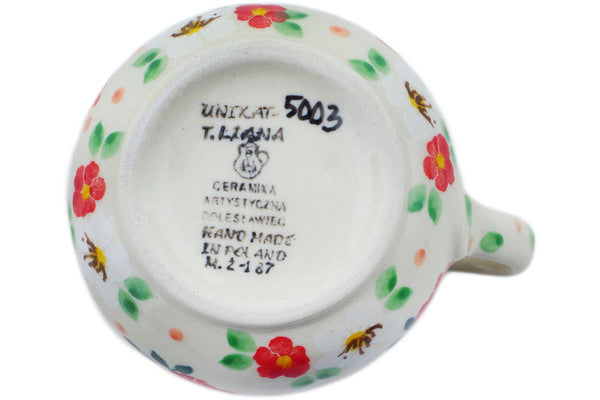 UNIKAT- 5003
T. LIANA
CERAMIKA
ARTYSTYCZNA
BOLESŁAWIEC
HAND MADE
IN POLAND
M. 2-187